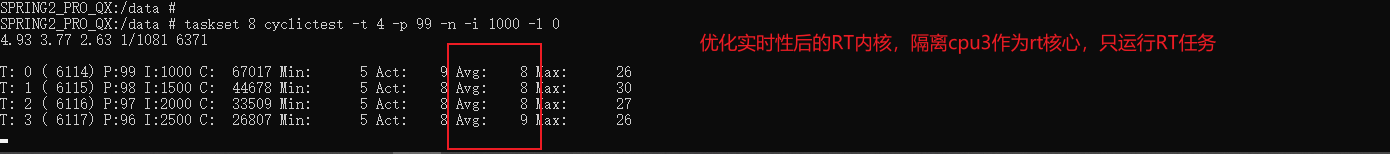 SPRING2_PRO_QX:/data #
SPRING2_PRO_QX:/data # taskset 8 cyclictest -t 4 -p 99 -n -i 1000 -l 0
4.93 3.77 2.63 1/1081 6371
优化实时性后的RT内核，隔离cpu3作为rt核心，只运行RT任务
T: 0 ( 6114) P:99 I:1000 C: 67017 Min: 5 Act: 9 Avg: 8 Max: 26
T: 1 ( 6115) P:98 I:1500 C: 44678 Min: 5 Act: 8 Avg: 8 Max: 30
T: 2 ( 6116) P:97 I:2000 C: 33509 Min: 5 Act: 8 Avg: 8 Max: 27
T: 3 ( 6117) P:96 I:2500 C: 26807 Min: 5 Act: 8 Avg: 9 Max: 26